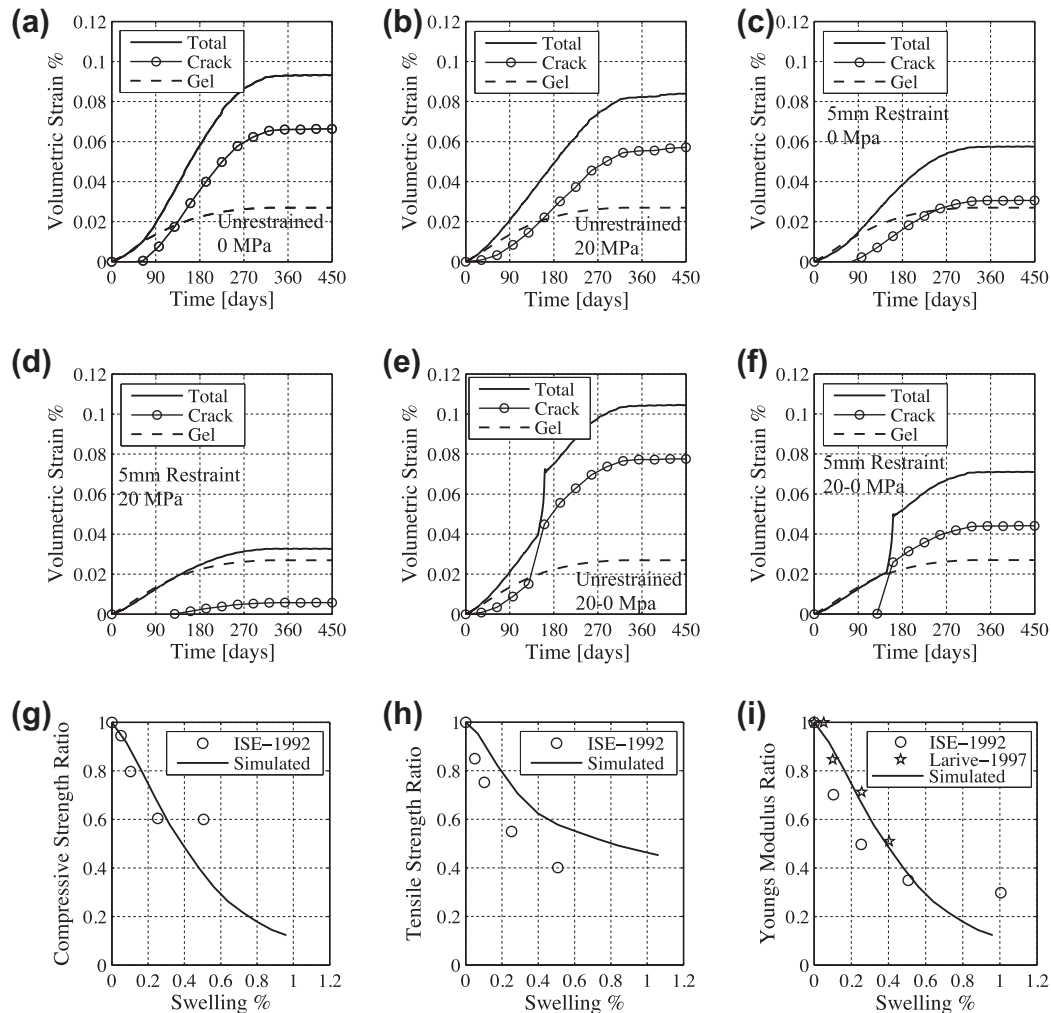 (a)
0.12
0.1
0.08
0.06
0.04
0.02
0
Volumetric Strain %
Total
Crack
Gel
Unrestrained
0 MPa
0 90 180 270 360 450
Time [days]
(b)
0.12
0.1
0.08
0.06
0.04
0.02
0
Volumetric Strain %
Total
Crack
Gel
Unrestrained
20 MPa
0 90 180 270 360 450
Time [days]
(c)
0.12
0.1
0.08
0.06
0.04
0.02
0
Volumetric Strain %
Total
Crack
Gel
5mm Restraint
0 Mpa
0 90 180 270 360 450
Time [days]
(d)
0.12
0.1
0.08
0.06
0.04
0.02
0
Volumetric Strain %
Total
Crack
Gel
5mm Restraint
20 MPa
0 90 180 270 360 450
Time [days]
(e)
0.12
0.1
0.08
0.06
0.04
0.02
0
Volumetric Strain %
Total
Crack
Gel
Unrestrained
20-0 Mpa
0 90 180 270 360 450
Time [days]
(f)
0.12
0.1
0.08
0.06
0.04
0.02
0
Volumetric Strain %
Total
Crack
Gel
5mm Restraint
20-0 MPa
0 90 180 270 360 450
Time [days]
(g)
1
0.8
0.6
0.4
0.2
0
Compressive Strength Ratio
ISE−1992
Simulated
0 0.2 0.4 0.6 0.8 1 1.2
Swelling %
(h)
1
0.8
0.6
0.4
0.2
0
Tensile Strength Ratio
ISE−1992
Simulated
0 0.2 0.4 0.6 0.8 1 1.2
Swelling %
(i)
1
0.8
0.6
0.4
0.2
0
Youngs Modulus Ratio
ISE−1992
Larive−1997
Simulated
0 0.2 0.4 0.6 0.8 1 1.2
Swelling %